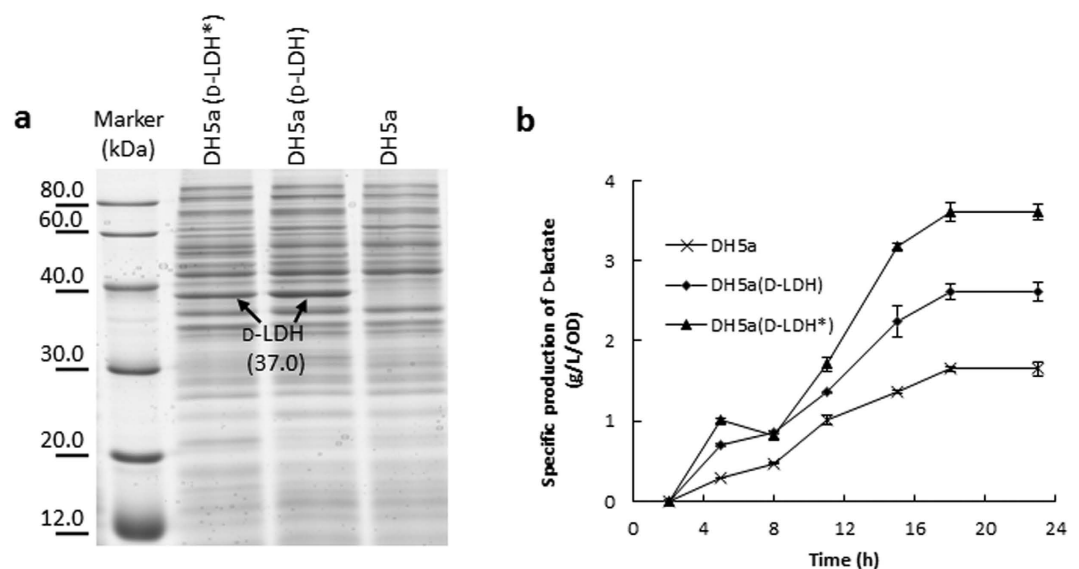 a
Marker
(kDa)
DH5a (D-LDH*)
DH5a (D-LDH)
DH5a
80.0
60.0
40.0
30.0
20.0
12.0
D-LDH
(37.0)
b
Specific production of D-lactate
(g/L/OD)
4
3
2
1
0
DH5a
DH5a(D-LDH)
DH5a(D-LDH*)
0 4 8 12 16 20 24
Time (h)